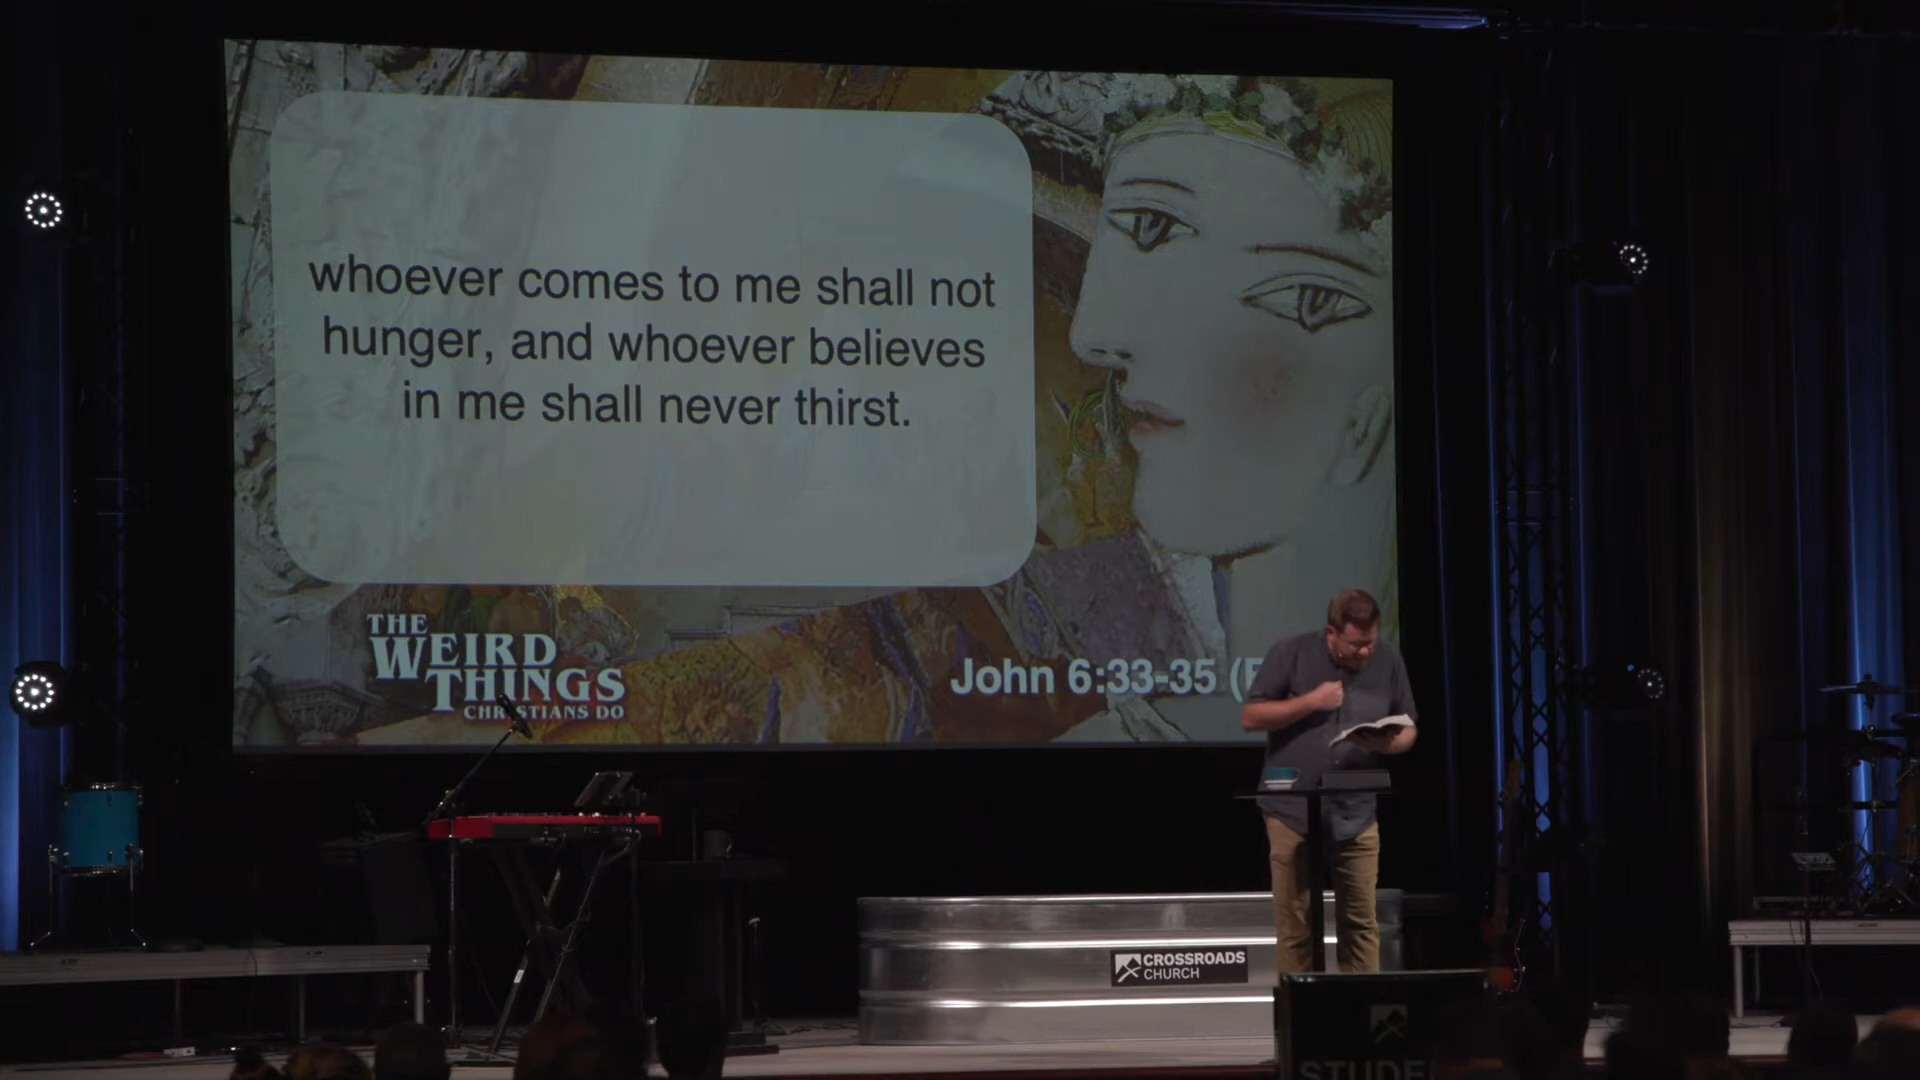 whoever comes to me shall not
hunger, and whoever believes
in me shall never thirst.
THE
WEIRD
THINGS
CHRISTIANS DO
John 6:33-35
CROSSROADS
CHURCH